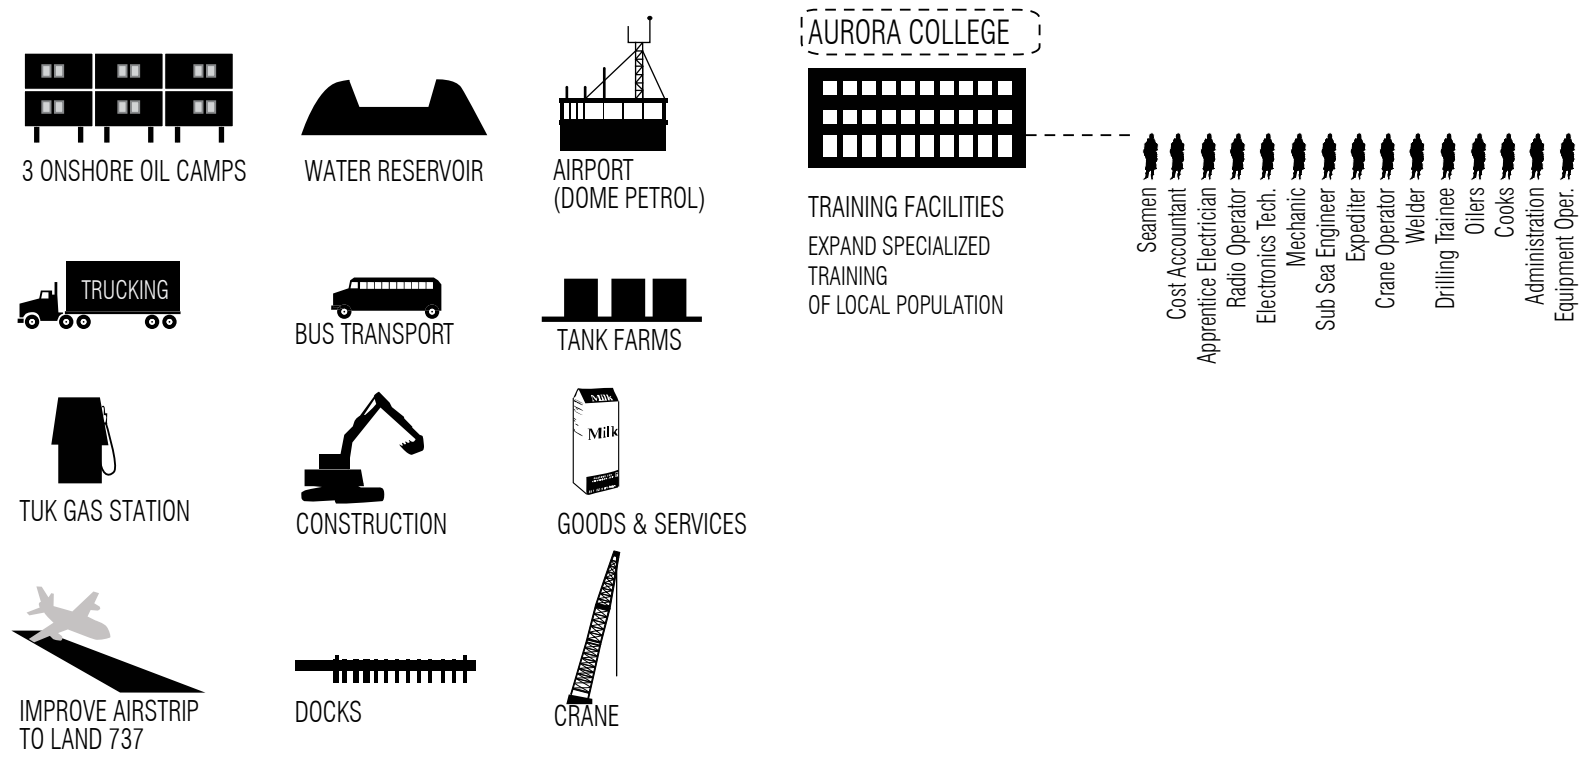 3 ONSHORE OIL CAMPS
WATER RESERVOIR
AIRPORT
(DOME PETROL)
TRUCKING
BUS TRANSPORT
TANK FARMS
TUK GAS STATION
CONSTRUCTION
Milk
Milk
GOODS & SERVICES
IMPROVE AIRSTRIP
TO LAND 737
DOCKS
CRANE
AURORA COLLEGE
TRAINING FACILITIES
EXPAND SPECIALIZED
TRAINING
OF LOCAL POPULATION
Seamen
Cost Accountant
Apprentice Electrician
Radio Operator
Electronics Tech.
Mechanic
Sub Sea Engineer
Expediter
Crane Operator
Welder
Drilling Trainee
Oilers
Cooks
Administration
Equipment Oper.